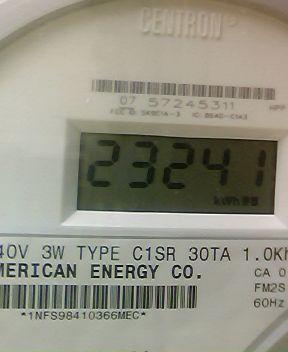 CENTRON®
07 57245311
23241
kWh
40V 3W TYPE C1SR 30TA 1.0Kh
MERICAN ENERGY CO.
CA 0
FM2S
60Hz
*1NFS98410366MEC*